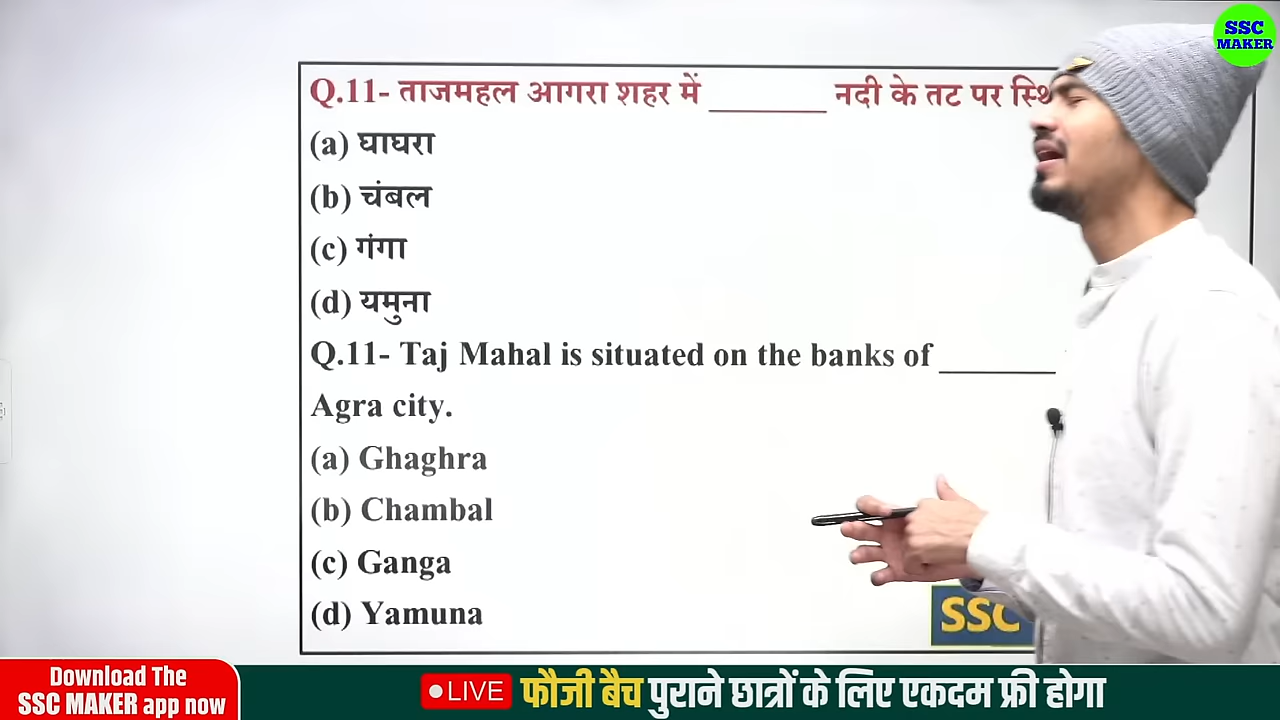 SSC
MAKER
Q.11- ताजमहल आगरा शहर में ________ नदी के तट पर
(a) घाघरा
(b) चंबल
(c) गंगा
(d) यमुना
Q.11- Taj Mahal is situated on the banks of ________
Agra city.
(a) Ghaghra
(b) Chambal
(c) Ganga
(d) Yamuna
SSC
Download The
SSC MAKER app now
LIVE
फौजी बैच पुराने छात्रों के लिए एकदम फ्री होगा